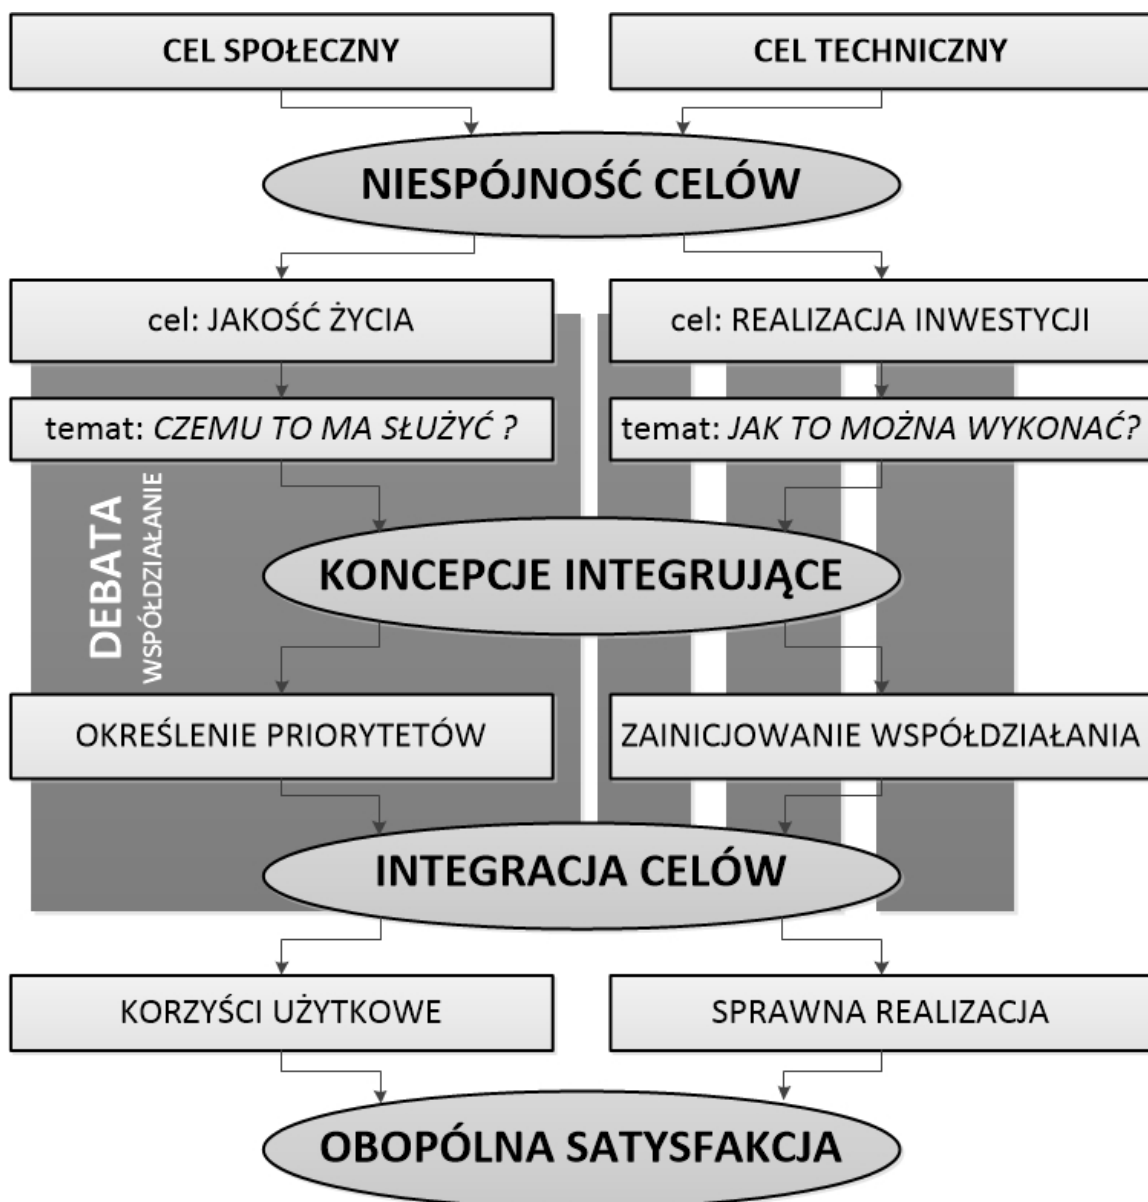 CEL SPOŁECZNY
CEL TECHNICZNY
NIESPÓJNOŚĆ CELÓW
cel: JAKOŚĆ ŻYCIA
cel: REALIZACJA INWESTYCJI
temat: CZEMU TO MA SŁUŻYĆ ?
temat: JAK TO MOŻNA WYKONAĆ?
DEBATA
WSPÓŁDZIAŁANIE
KONCEPCJE INTEGRUJĄCE
OKREŚLENIE PRIORYTETÓW
ZAINICJOWANIE WSPÓŁDZIAŁANIA
INTEGRACJA CELÓW
KORZYŚCI UŻYTKOWE
SPRAWNA REALIZACJA
OBOPÓLNA SATYSFAKCJA